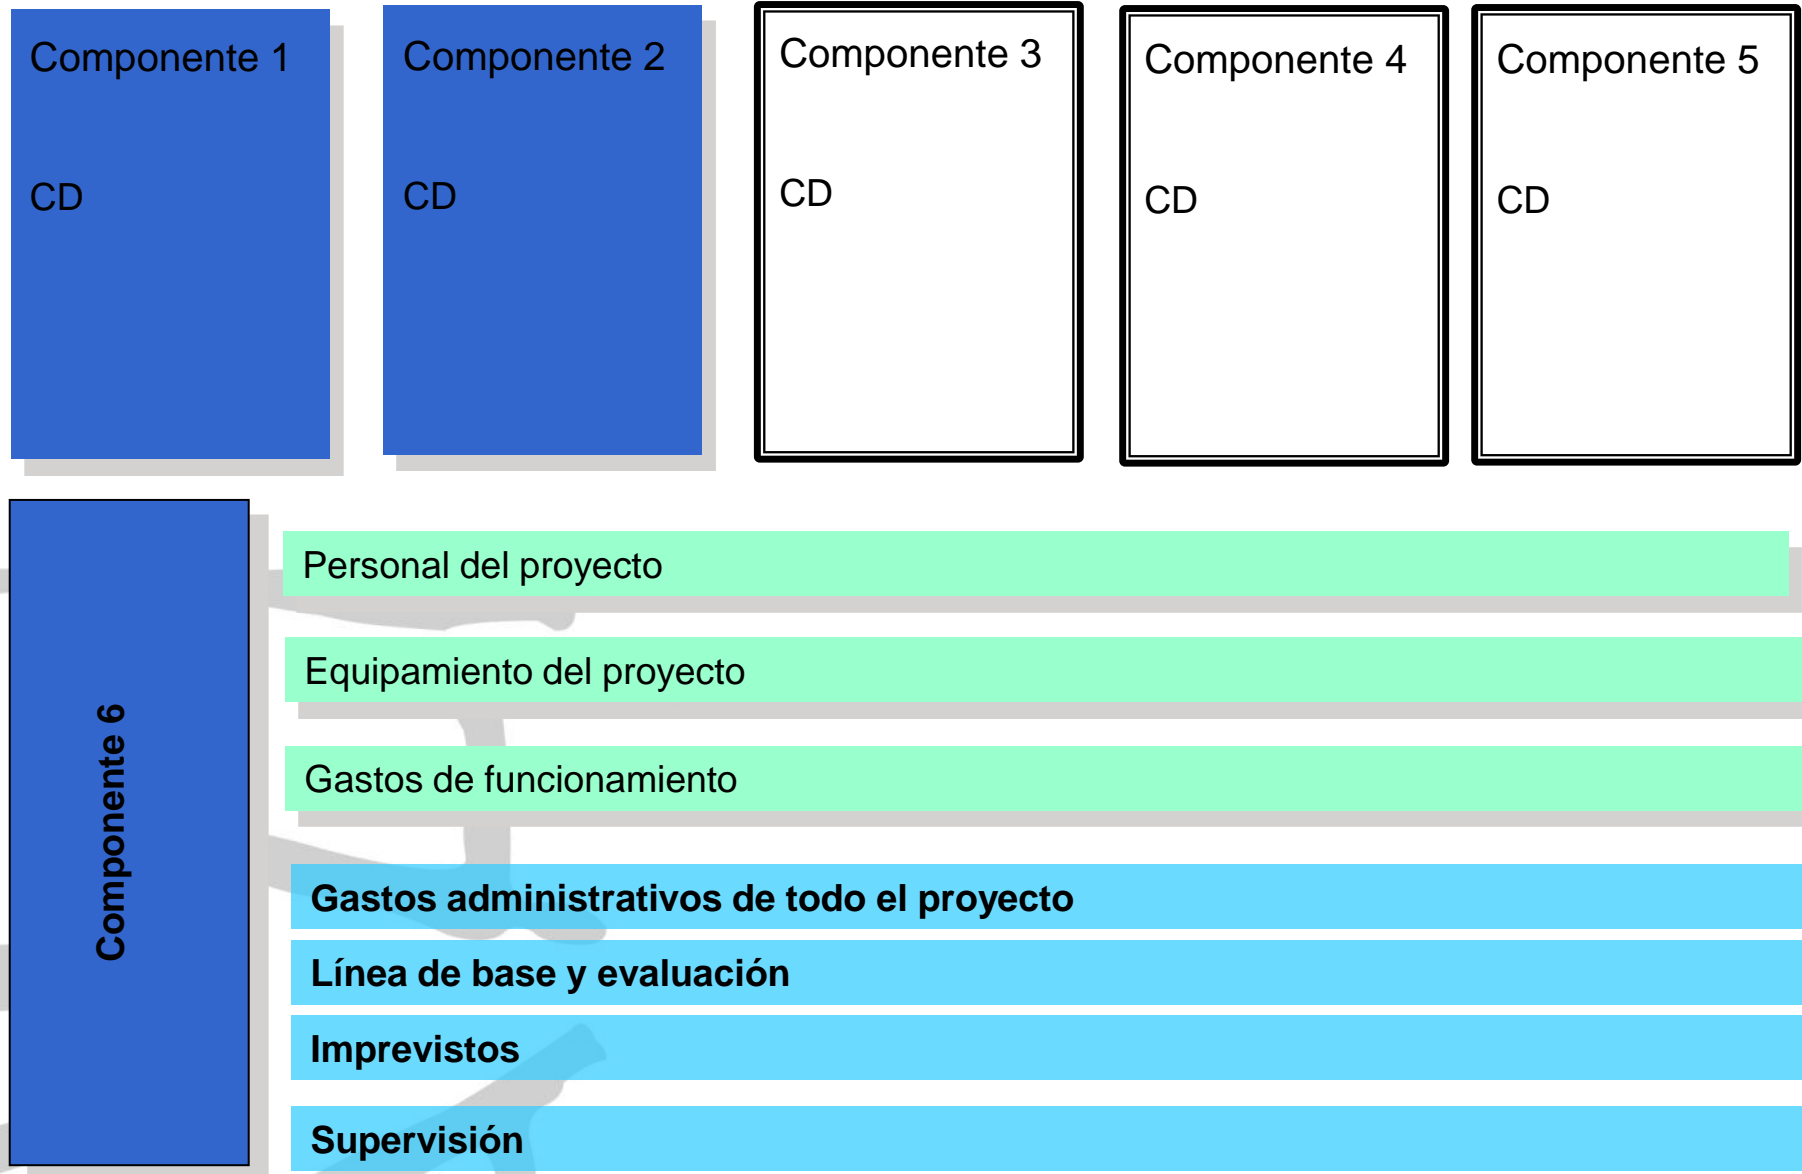 Componente 1
CD
Componente 2
CD
Componente 3
CD
Componente 4
CD
Componente 5
CD
Componente 6
Personal del proyecto
Equipamiento del proyecto
Gastos de funcionamiento
Gastos administrativos de todo el proyecto
Línea de base y evaluación
Imprevistos
Supervisión